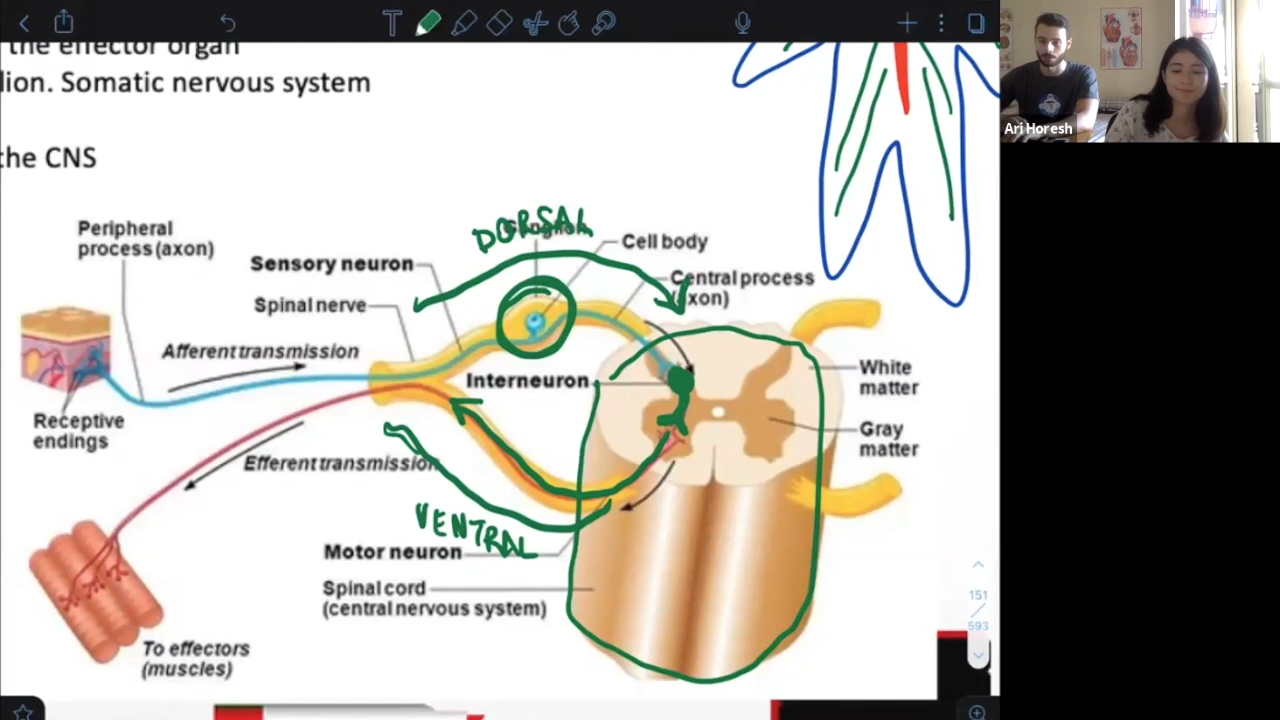 the effector organ
lion. Somatic nervous system
the CNS
Ari Horesh
Peripheral
process (axon)
DORSAL
Cell body
Sensory neuron
Central process
(axon)
Spinal nerve
Afferent transmission
Interneuron
White
matter
Receptive
endings
Gray
matter
Efferent transmission
VENTRAL
Motor neuron
Spinal cord
(central nervous system)
To effectors
(muscles)
151
593